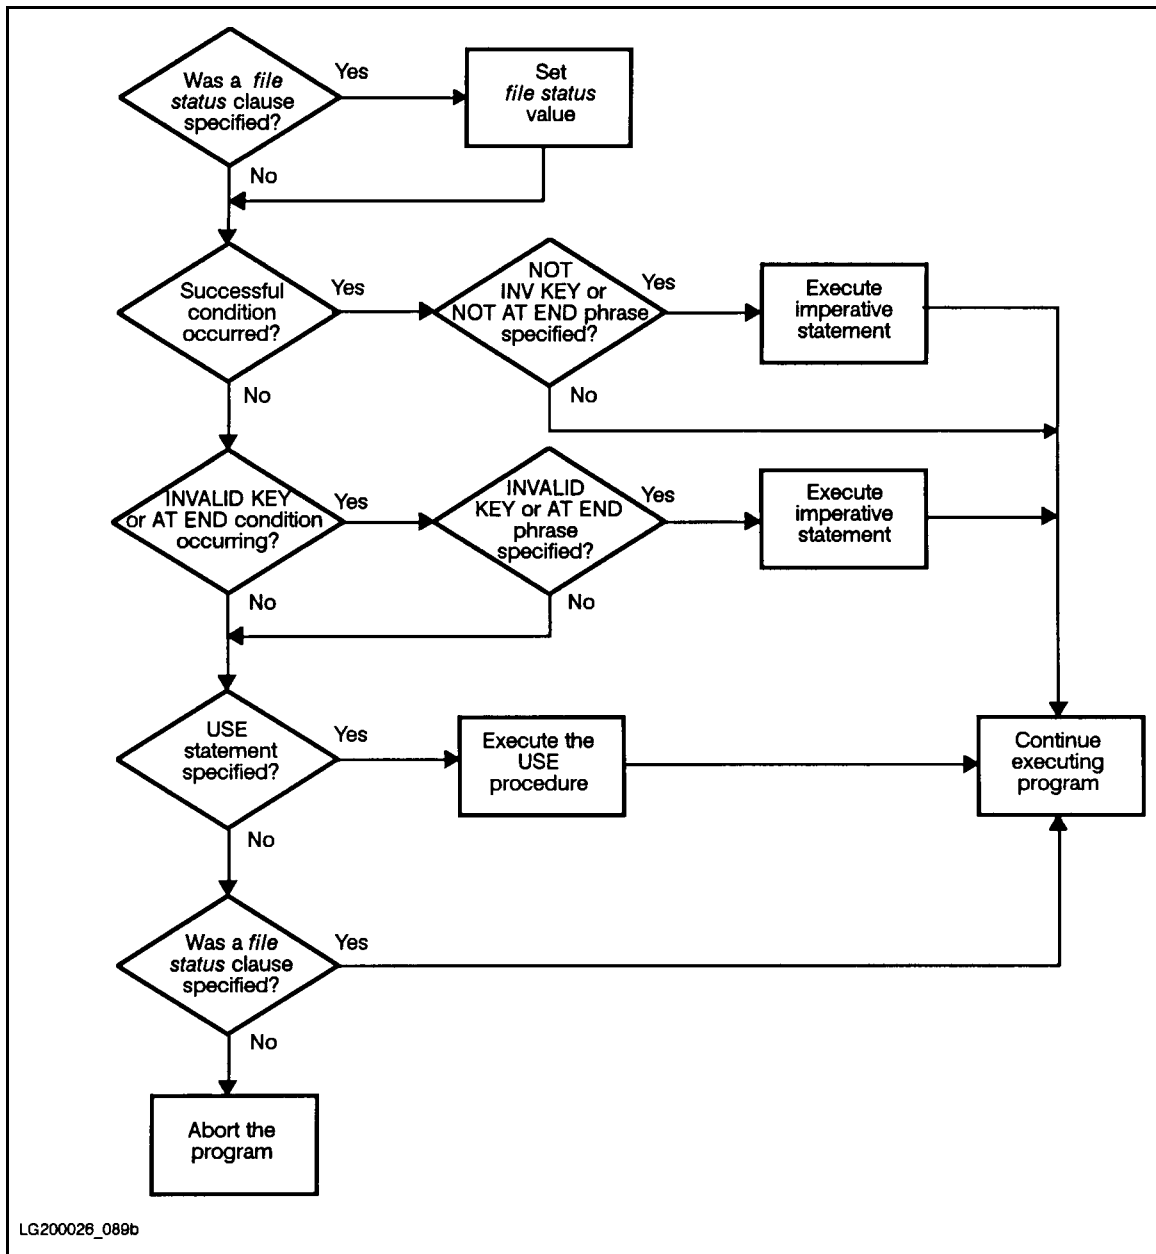 Was a file
status clause
specified?
Yes
Set
file status
value
No
Successful
condition
occurred?
Yes
NOT
INV KEY or
NOT AT END phrase
specified?
Yes
Execute
imperative
statement
No
No
INVALID KEY
or AT END condition
occurring?
Yes
INVALID
KEY or AT END
phrase
specified?
Yes
Execute
imperative
statement
No
No
USE
statement
specified?
Yes
Execute the
USE
procedure
Continue
executing
program
No
Was a file
status clause
specified?
Yes
No
Abort the
program
LG200026_089b